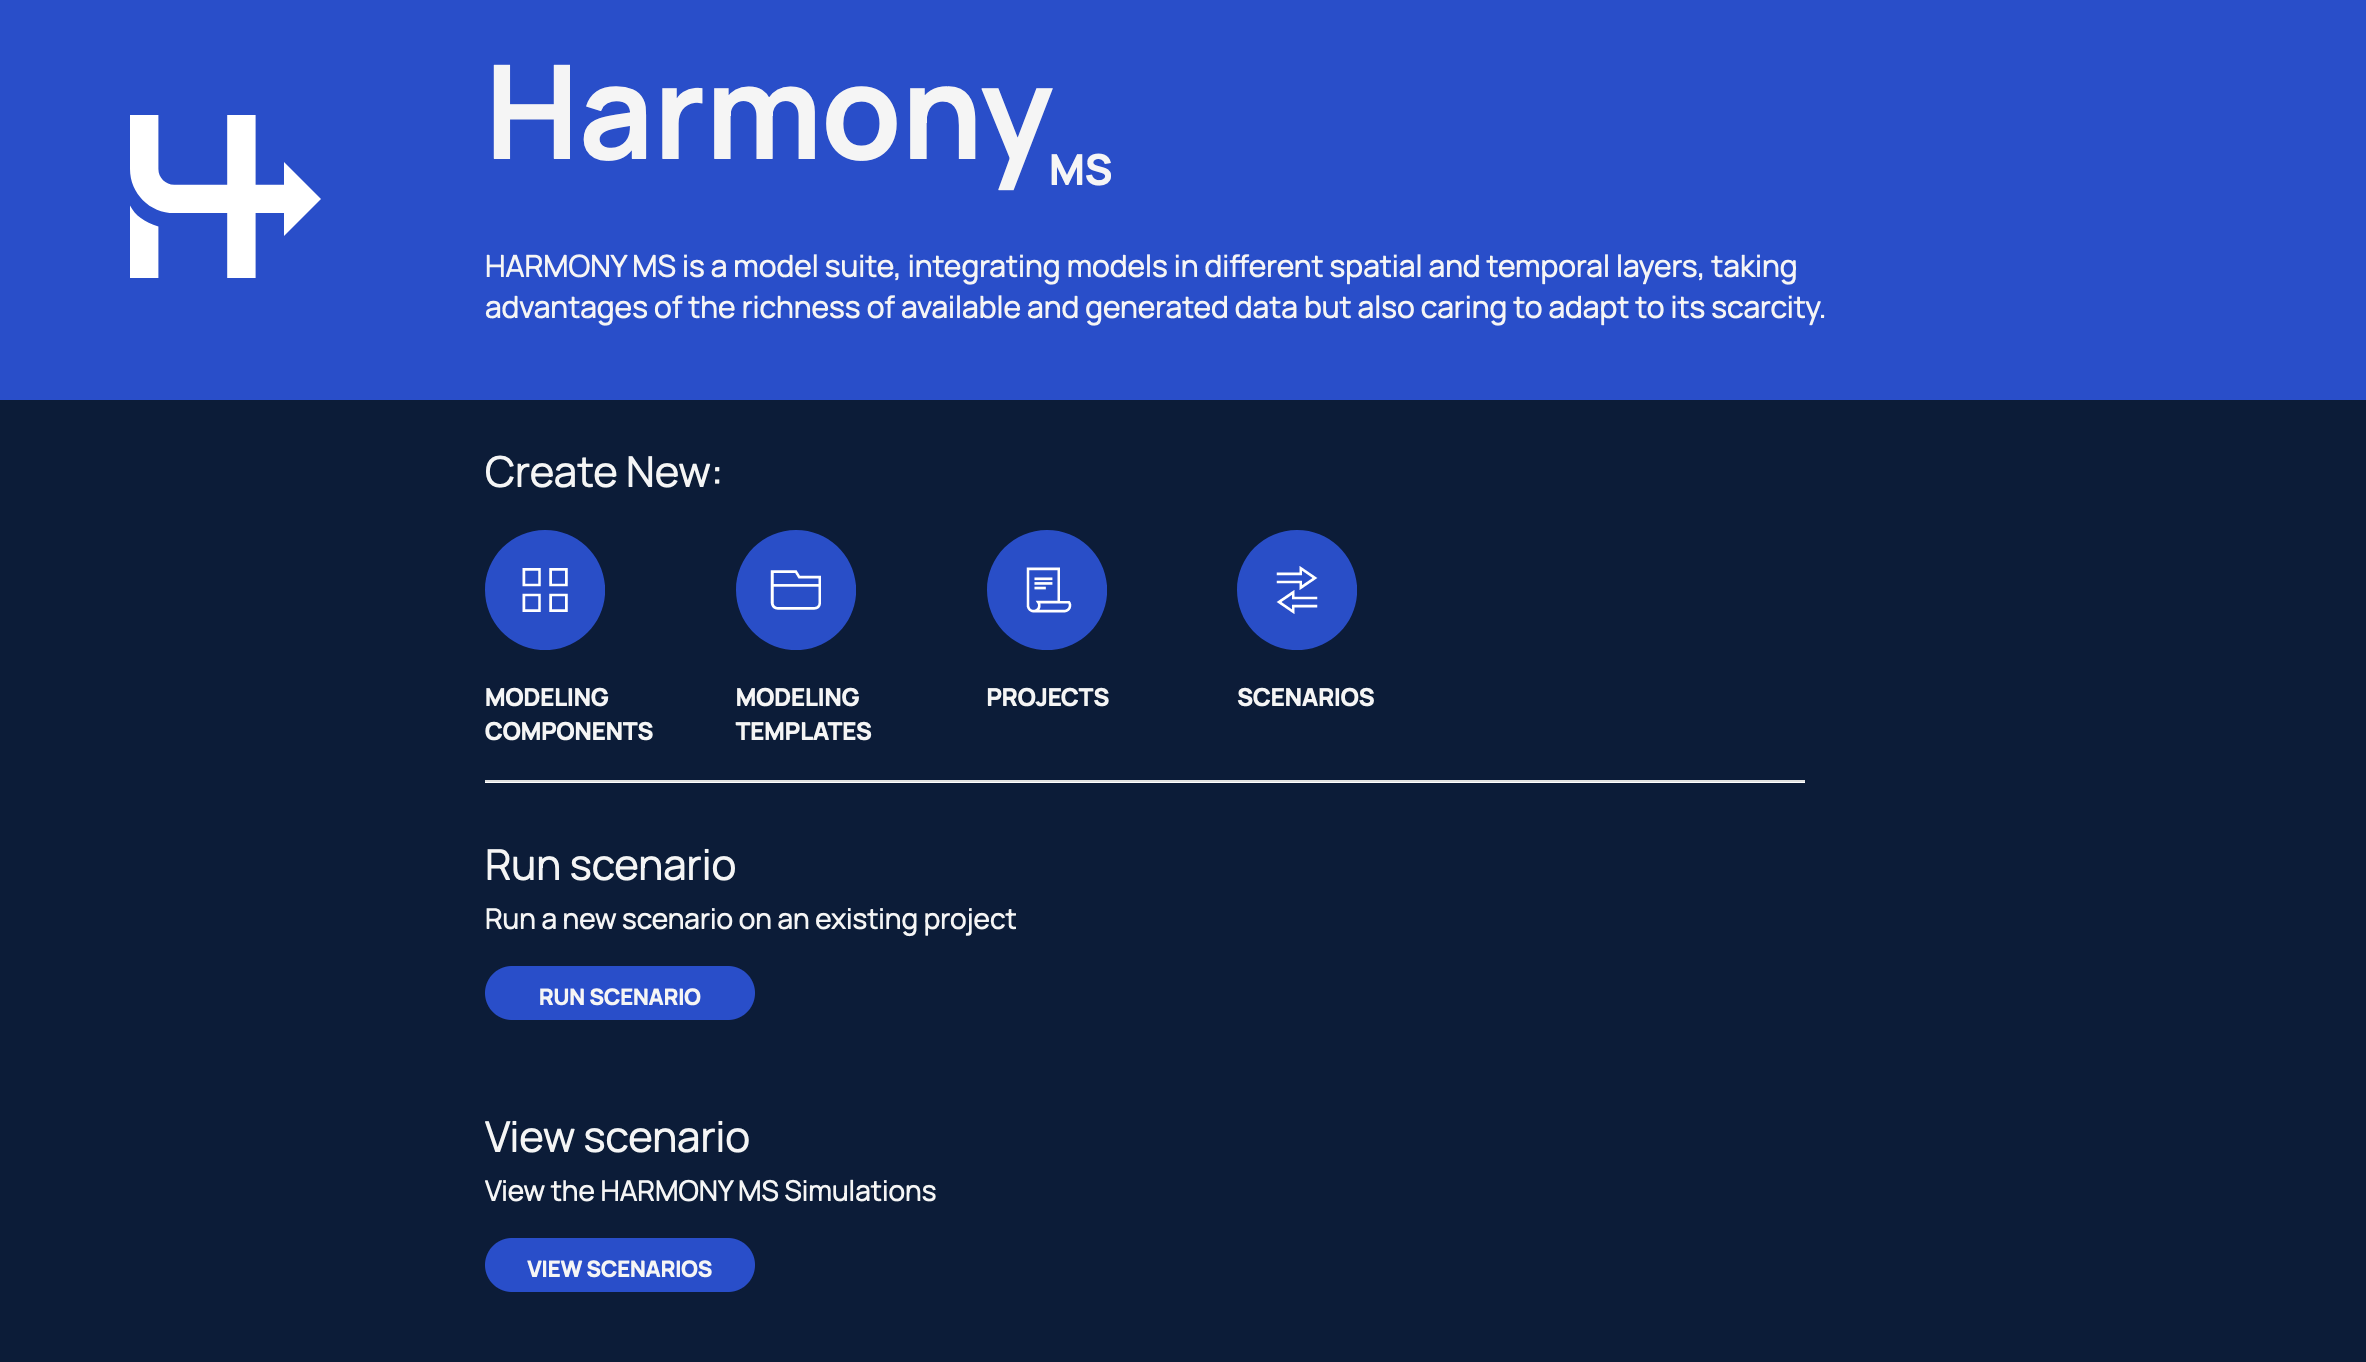 Harmony MS
HARMONY MS is a model suite, integrating models in different spatial and temporal layers, taking
advantages of the richness of available and generated data but also caring to adapt to its scarcity.
Create New:
MODELING
COMPONENTS
MODELING
TEMPLATES
PROJECTS
SCENARIOS
Run scenario
Run a new scenario on an existing project
RUN SCENARIO
View scenario
View the HARMONY MS Simulations
VIEW SCENARIOS